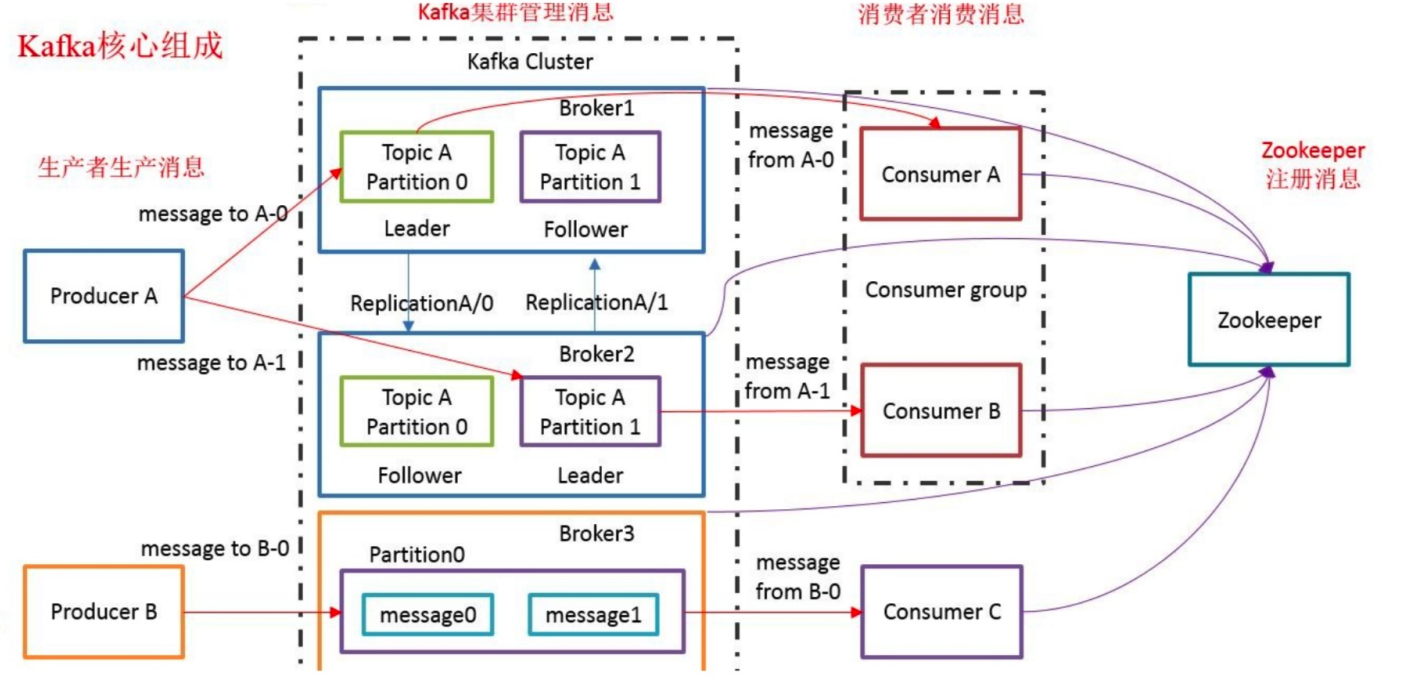 Kafka集群管理消息
消费者消费消息
Kafka核心组成
Kafka Cluster
Broker1
Topic A
Partition 0
Topic A
Partition 1
Leader
Follower
message
from A-0
Consumer A
Zookeeper
注册消息
生产者生产消息
message to A-0
Producer A
ReplicationA/0
ReplicationA/1
Consumer group
Zookeeper
message to A-1
Broker2
Topic A
Partition 0
Topic A
Partition 1
Follower
Leader
message
from A-1
Consumer B
message to B-0
Broker3
Partition0
message0
message1
Producer B
message
from B-0
Consumer C